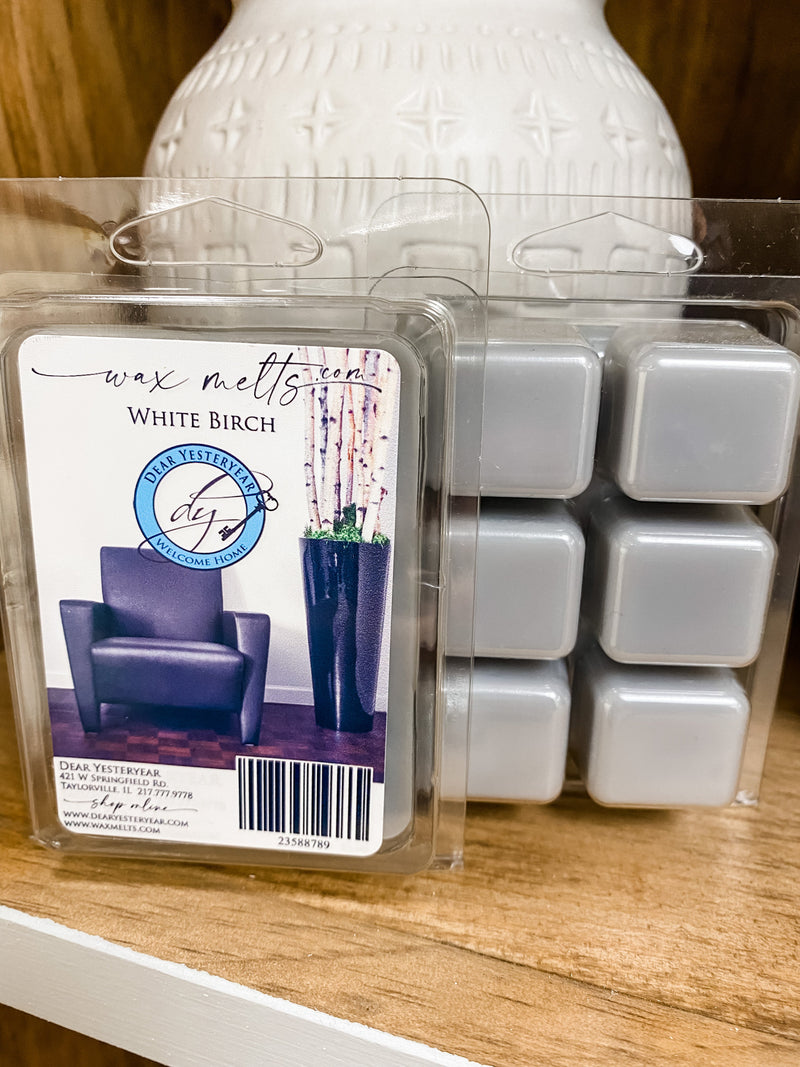 wax melts.com
White Birch
Dear Yesteryear
dy
Welcome Home
Dear Yesteryear
421 W Springfield Rd.
Taylorville, IL 217.777.9778
shop online
www.dearyesteryear.com
www.waxmelts.com
23588789